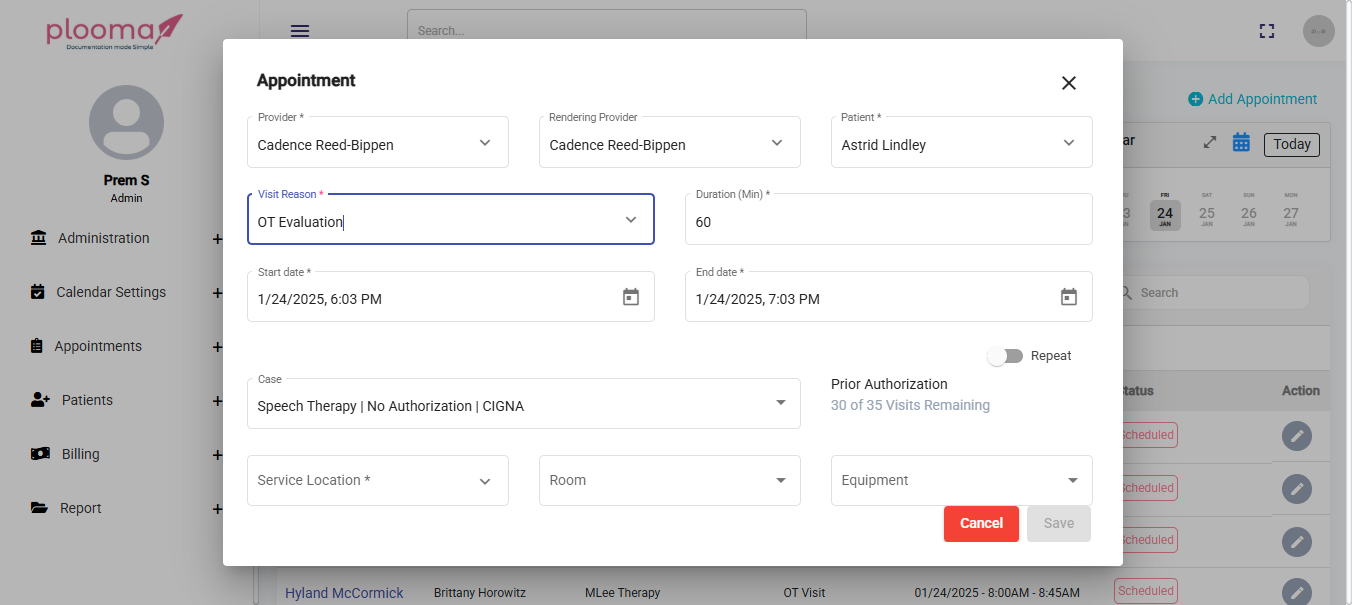 plooma
Documentation made Simple
Search...
Prem S
Admin
Administration
Calendar Settings
Appointments
Patients
Billing
Report
Add Appointment
Today
FRI
SAT
SUN
MON
24
25
26
27
JAN
JAN
JAN
JAN
Search
Action
Scheduled
Scheduled
Scheduled
Appointment
Provider *
Cadence Reed-Bippen
Rendering Provider
Cadence Reed-Bippen
Patient *
Astrid Lindley
Visit Reason *
OT Evaluation
Duration (Min) *
60
Start date *
1/24/2025, 6:03 PM
End date *
1/24/2025, 7:03 PM
Repeat
Case
Speech Therapy | No Authorization | CIGNA
Prior Authorization
30 of 35 Visits Remaining
Service Location *
Room
Equipment
Cancel
Save
Hyland McCormick
Brittany Horowitz
MLee Therapy
OT Visit
01/24/2025 - 8:00AM - 8:45AM
Scheduled